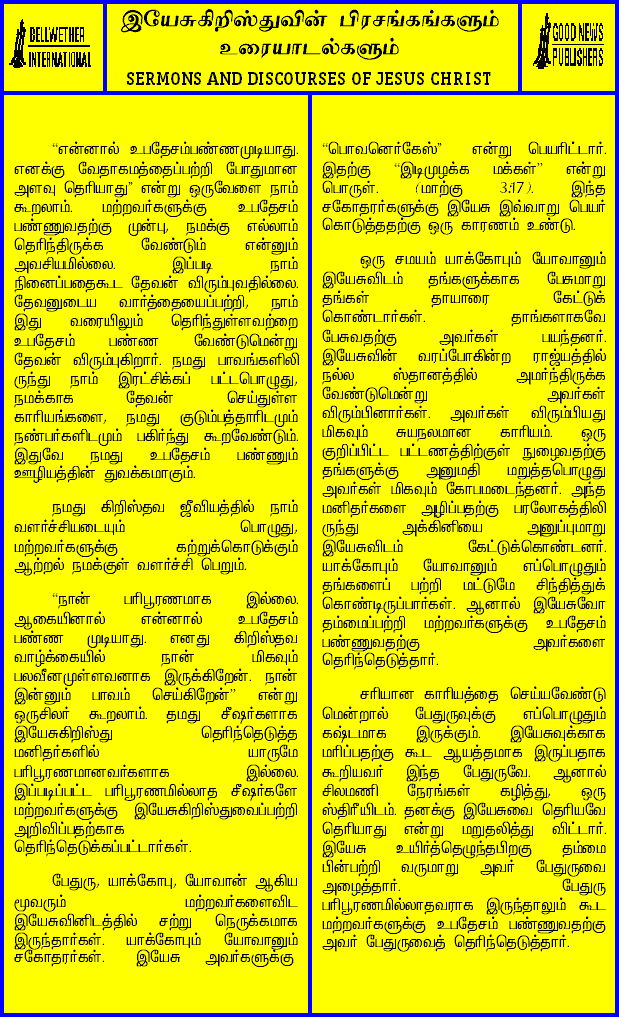 BELLWETHER
INTERNATIONAL
இயேசுகிறிஸ்துவின் பிரசங்கங்களும்
உரையாடல்களும்
SERMONS AND DISCOURSES OF JESUS CHRIST
GOOD NEWS
PUBLISHERS
“என்னால் உபதேசம்பண்ணமுடியாது.
எனக்கு வேதாகமத்தைப்பற்றி போதுமான
அளவு தெரியாது” என்று ஒருவேளை நாம்
கூறலாம். மற்றவர்களுக்கு உபதேசம்
பண்ணுவதற்கு முன்பு, நமக்கு எல்லாம்
தெரிந்திருக்க வேண்டும் என்னும்
அவசியமில்லை. இப்படி நாம்
நினைப்பதைகூட தேவன் விரும்புவதில்லை.
தேவனுடைய வார்த்தையைப்பற்றி, நாம்
இது வரையிலும் தெரிந்துள்ளவற்றை
உபதேசம் பண்ண வேண்டுமென்று
தேவன் விரும்புகிறார். நமது பாவங்களிலி
ருந்து நாம் இரட்சிக்கப் பட்டபொழுது,
நமக்காக தேவன் செய்துள்ள
காரியங்களை, நமது குடும்பத்தாரிடமும்
நண்பர்களிடமும் பகிர்ந்து கூறவேண்டும்.
இதுவே நமது உபதேசம் பண்ணும்
ஊழியத்தின் துவக்கமாகும்.
நமது கிறிஸ்தவ ஜீவியத்தில் நாம்
வளர்ச்சியடையும் பொழுது,
மற்றவர்களுக்கு கற்றுக்கொடுக்கும்
ஆற்றல் நமக்குள் வளர்ச்சி பெறும்.
“நான் பரிபூரணமாக இல்லை.
ஆகையினால் என்னால் உபதேசம்
பண்ண முடியாது. எனது கிறிஸ்தவ
வாழ்க்கையில் நான் மிகவும்
பலவீனமுள்ளவனாக இருக்கிறேன். நான்
இன்னும் பாவம் செய்கிறேன்” என்று
ஒருசிலர் கூறலாம். தமது சீஷர்களாக
இயேசுகிறிஸ்து தெரிந்தெடுத்த
மனிதர்களில் யாருமே
பரிபூரணமானவர்களாக இல்லை.
இப்படிப்பட்ட பரிபூரணமில்லாத சீஷர்களே
மற்றவர்களுக்கு இயேசுகிறிஸ்துவைப்பற்றி
அறிவிப்பதற்காக
தெரிந்தெடுக்கப்பட்டார்கள்.
பேதுரு, யாக்கோபு, யோவான் ஆகிய
மூவரும் மற்றவர்களைவிட
இயேசுவினிடத்தில் சற்று நெருக்கமாக
இருந்தார்கள். யாக்கோபும் யோவானும்
சகோதரர்கள். இயேசு அவர்களுக்கு
“பொவனெர்கேஸ்” என்று பெயரிட்டார்.
இதற்கு “இடிமுழக்க மக்கள்” என்று
பொருள். (மாற்கு 3:17). இந்த
சகோதரர்களுக்கு இயேசு இவ்வாறு பெயர்
கொடுத்ததற்கு ஒரு காரணம் உண்டு.
ஒரு சமயம் யாக்கோபும் யோவானும்
இயேசுவிடம் தங்களுக்காக பேசுமாறு
தங்கள் தாயாரை கேட்டுக்
கொண்டார்கள். தாங்களாகவே
பேசுவதற்கு அவர்கள் பயந்தனர்.
இயேசுவின் வரப்போகின்ற ராஜ்யத்தில்
நல்ல ஸ்தானத்தில் அமர்ந்திருக்க
வேண்டுமென்று அவர்கள்
விரும்பினார்கள். அவர்கள் விரும்பியது
மிகவும் சுயநலமான காரியம். ஒரு
குறிப்பிட்ட பட்டணத்திற்குள் நுழைவதற்கு
தங்களுக்கு அனுமதி மறுத்தபொழுது
அவர்கள் மிகவும் கோபமடைந்தனர். அந்த
மனிதர்களை அழிப்பதற்கு பரலோகத்திலி
ருந்து அக்கினியை அனுப்புமாறு
இயேசுவிடம் கேட்டுக்கொண்டனர்.
யாக்கோபும் யோவானும் எப்பொழுதும்
தங்களைப் பற்றி மட்டுமே சிந்தித்துக்
கொண்டிருப்பார்கள். ஆனால் இயேசுவோ
தம்மைப்பற்றி மற்றவர்களுக்கு உபதேசம்
பண்ணுவதற்கு அவர்களை
தெரிந்தெடுத்தார்.
சரியான காரியத்தை செய்யவேண்டு
மென்றால் பேதுருவுக்கு எப்பொழுதும்
கஷ்டமாக இருக்கும். இயேசுவுக்காக
மரிப்பதற்கு கூட ஆயத்தமாக இருப்பதாக
கூறியவர் இந்த பேதுருவே. ஆனால்
சிலமணி நேரங்கள் கழித்து, ஒரு
ஸ்திரீயிடம். தனக்கு இயேசுவை தெரியவே
தெரியாது என்று மறுதலித்து விட்டார்.
இயேசு உயிர்த்தெழுந்தபிறகு தம்மை
பின்பற்றி வருமாறு அவர் பேதுருவை
அழைத்தார். பேதுரு
பரிபூரணமில்லாதவராக இருந்தாலும் கூட
மற்றவர்களுக்கு உபதேசம் பண்ணுவதற்கு
அவர் பேதுருவைத் தெரிந்தெடுத்தார்.